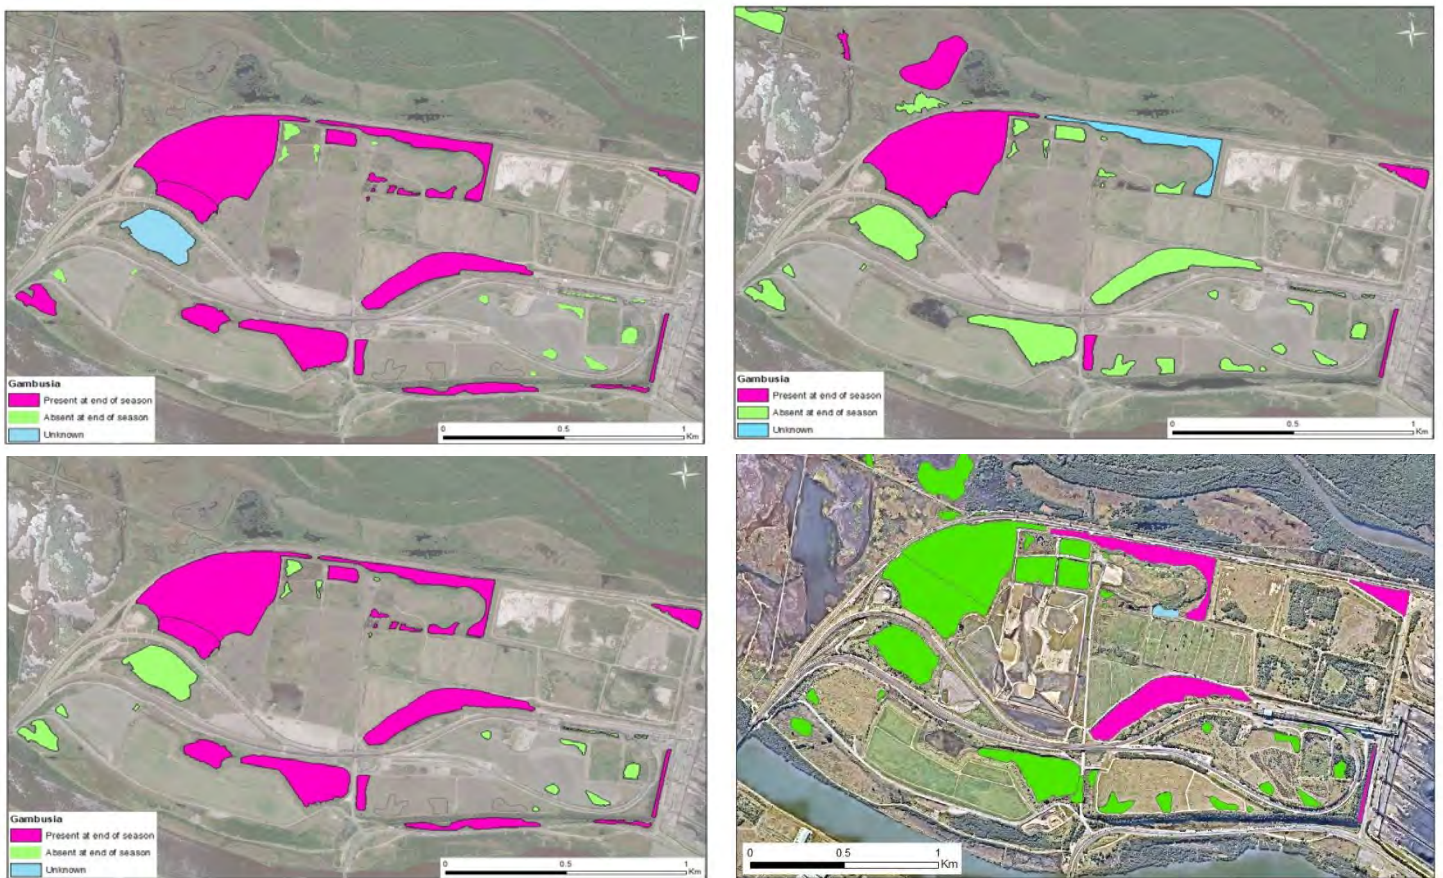 N
Gambusia
Present at end of season
Absent at end of season
Unknown
0 0.5 1
Km
N
Gambusia
Present at end of season
Absent at end of season
Unknown
0 0.5 1
Km
Gambusia
Present at end of season
Absent at end of season
Unknown
0 0.5 1
Km
0 0.5 1
Km